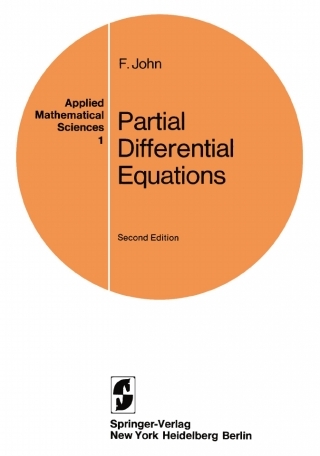 F. John
Applied
Mathematical
Sciences
1
Partial
Differential
Equations
Second Edition
Springer-Verlag
New York Heidelberg Berlin